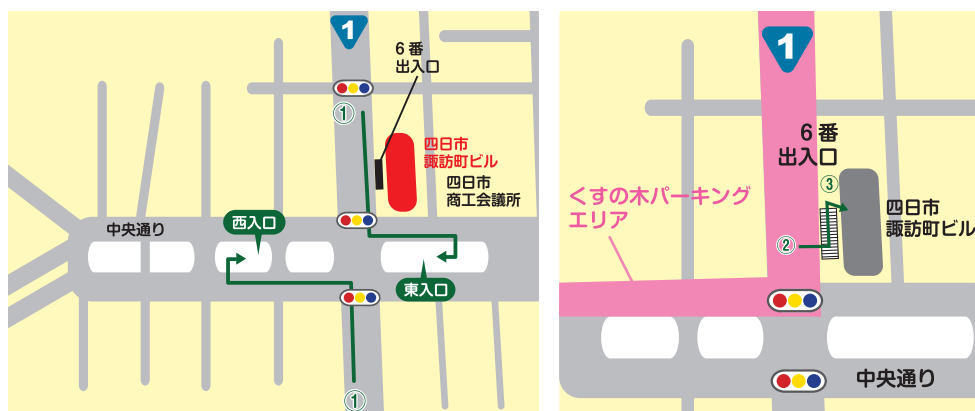 1
6番
出入口
①
四日市
諏訪町ビル
四日市
商工会議所
中央通り
西入口
東入口
①
1
6番
出入口
③
くすの木パーキング
エリア
四日市
諏訪町ビル
②
中央通り